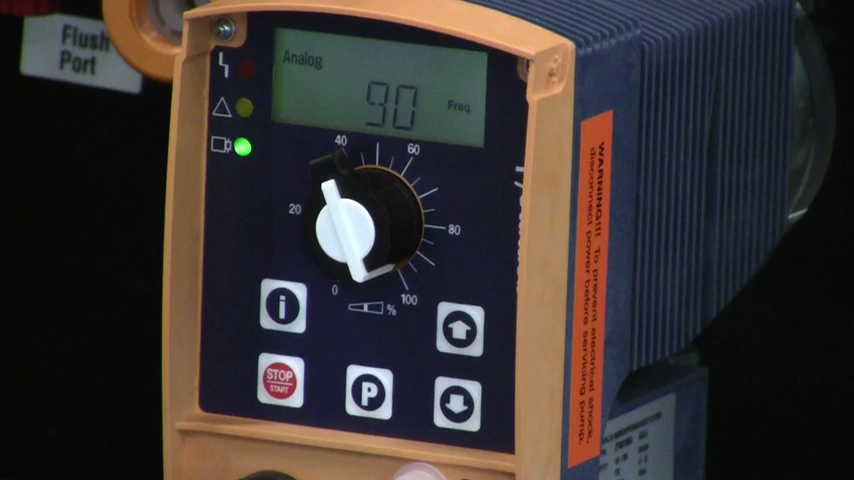 Flush
Port
Analog
90
Freq.
40
60
20
80
0
%
100
i
STOP
START
P
WARNING!!! To prevent electrical shock,
disconnect power before servicing pump.